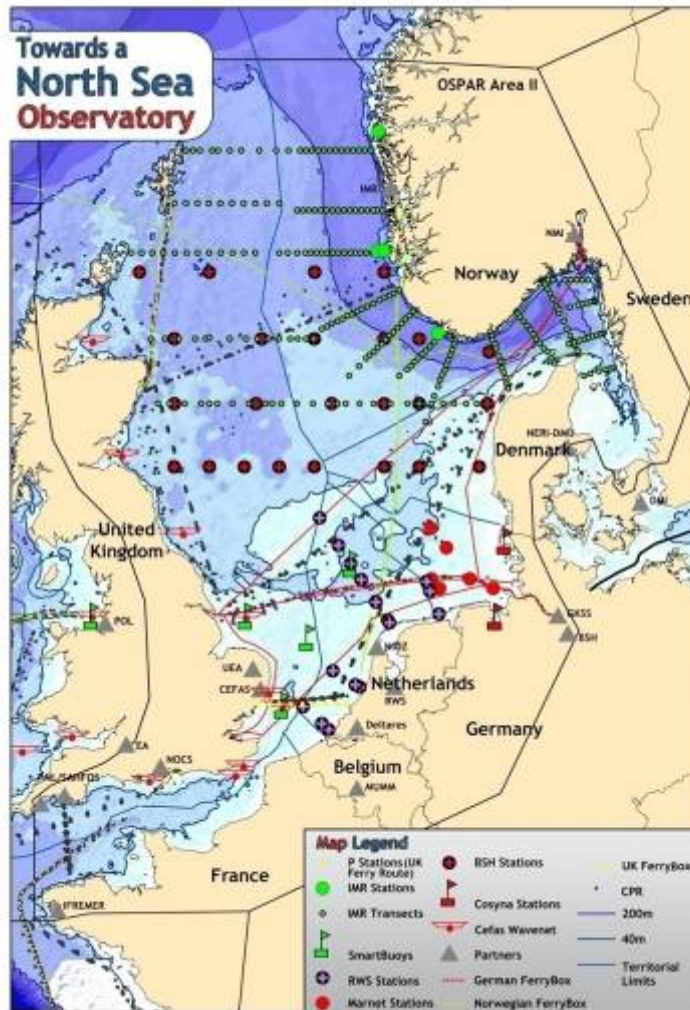 Towards a
North Sea
Observatory
OSPAR Area II
IMR
NMI
Norway
Sweden
NERI-DMU
Denmark
DMI
United
Kingdom
POL
GKSS
BSH
NIOZ
UEA
CEFAS
Netherlands
RWS
Germany
Deltares
EA
NOCS
Belgium
PML/SAHFOS
MUMM
France
IFREMER
Map Legend
P Stations(UK
Ferry Route)
IMR Stations
IMR Transects
SmartBuoys
RWS Stations
Marnet Stations
BSH Stations
Cosyna Stations
Cefas Wavenet
Partners
German FerryBox
Norwegian FerryBox
UK FerryBox
CPR
200m
40m
Territorial
Limits